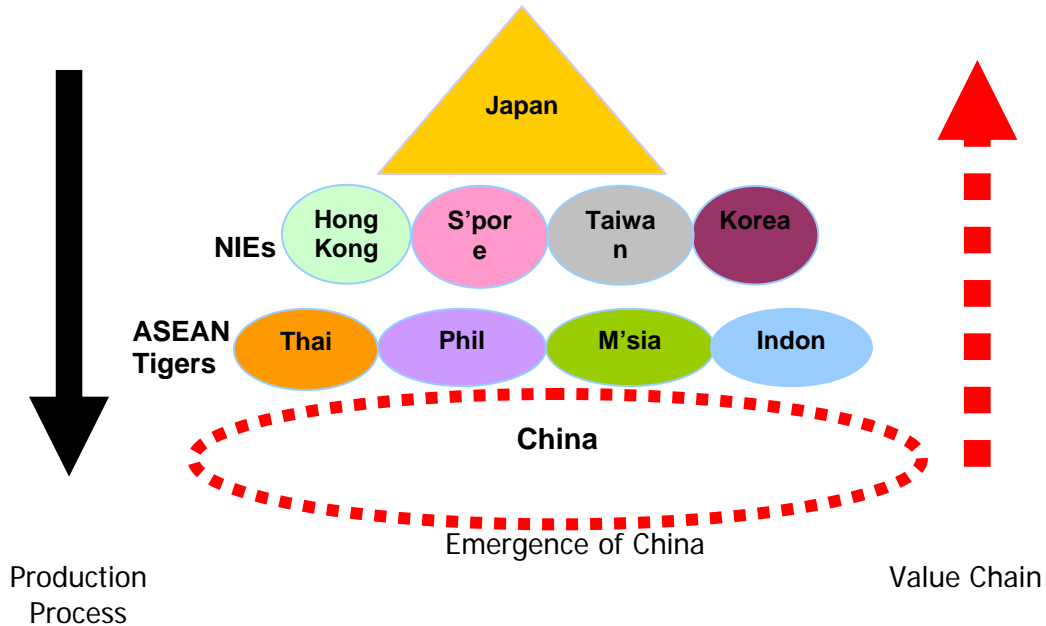 Japan
NIEs
Hong
Kong
S'por
e
Taiwa
n
Korea
ASEAN
Tigers
Thai
Phil
M'sia
Indon
China
Emergence of China
Production
Process
Value Chain